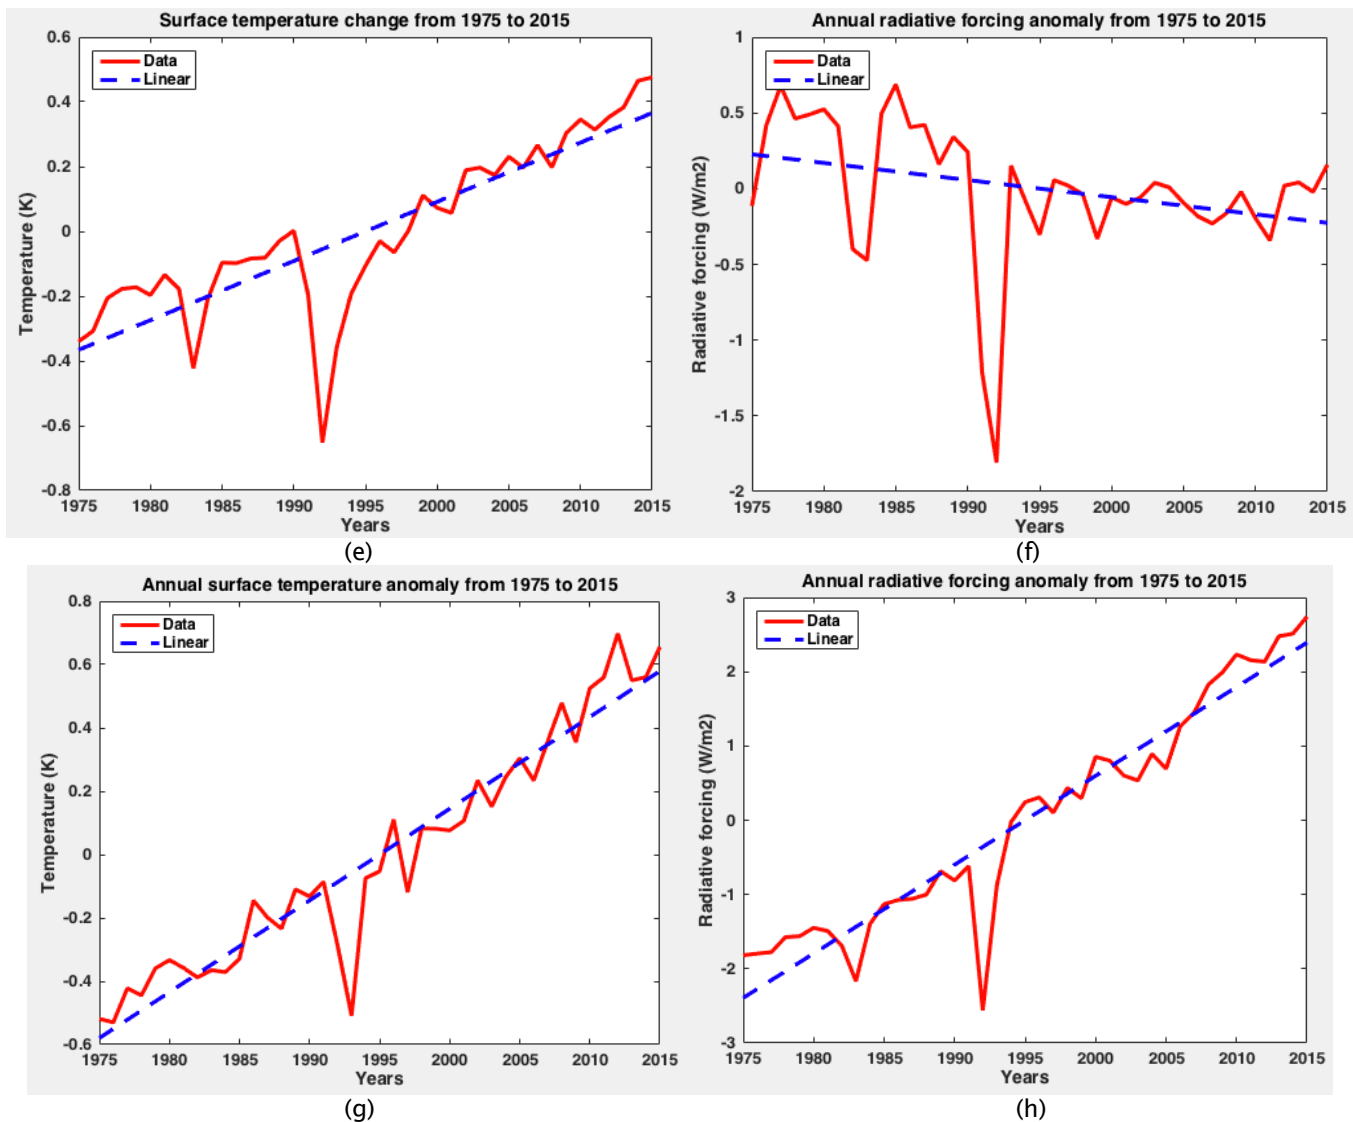 Surface temperature change from 1975 to 2015
0.6
0.4
0.2
0
-0.2
-0.4
-0.6
-0.8
Temperature (K)
Data
Linear
1975 1980 1985 1990 1995 2000 2005 2010 2015
Years
(e)
Annual radiative forcing anomaly from 1975 to 2015
1
0.5
0
-0.5
-1
-1.5
-2
Radiative forcing (W/m2)
Data
Linear
1975 1980 1985 1990 1995 2000 2005 2010 2015
Years
(f)
Annual surface temperature anomaly from 1975 to 2015
0.8
0.6
0.4
0.2
0
-0.2
-0.4
-0.6
Temperature (K)
Data
Linear
1975 1980 1985 1990 1995 2000 2005 2010 2015
Years
(g)
Annual radiative forcing anomaly from 1975 to 2015
3
2
1
0
-1
-2
-3
Radiative forcing (W/m2)
Data
Linear
1975 1980 1985 1990 1995 2000 2005 2010 2015
Years
(h)